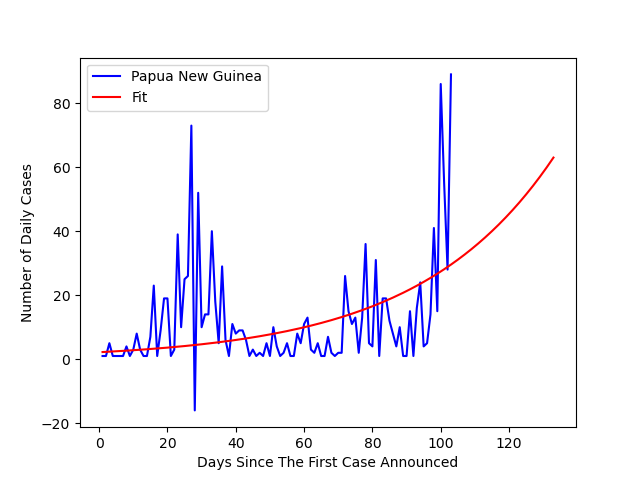 Papua New Guinea
Fit
Number of Daily Cases
80
60
40
20
0
−20
0 20 40 60 80 100 120
Days Since The First Case Announced